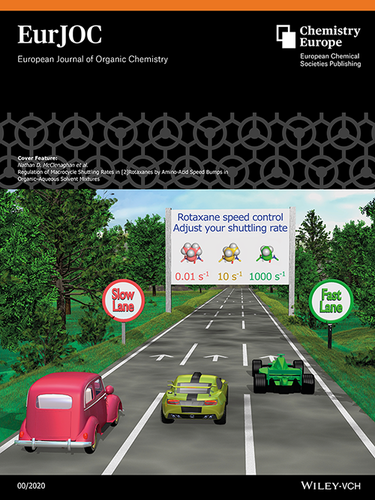 EurJOC
European Journal of Organic Chemistry
Chemistry
Europe
European Chemical
Societies Publishing
Cover Feature:
Nathan D. McClenaghan et al.
Regulation of Macrocycle Shuttling Rates in [2]Rotaxanes by Amino-Acid Speed Bumps in
Organic–Aqueous Solvent Mixtures
Rotaxane speed control
Adjust your shuttling rate
0.01 s⁻¹ 10 s⁻¹ 1000 s⁻¹
Slow
Lane
Fast
Lane
00/2020
WILEY-VCH